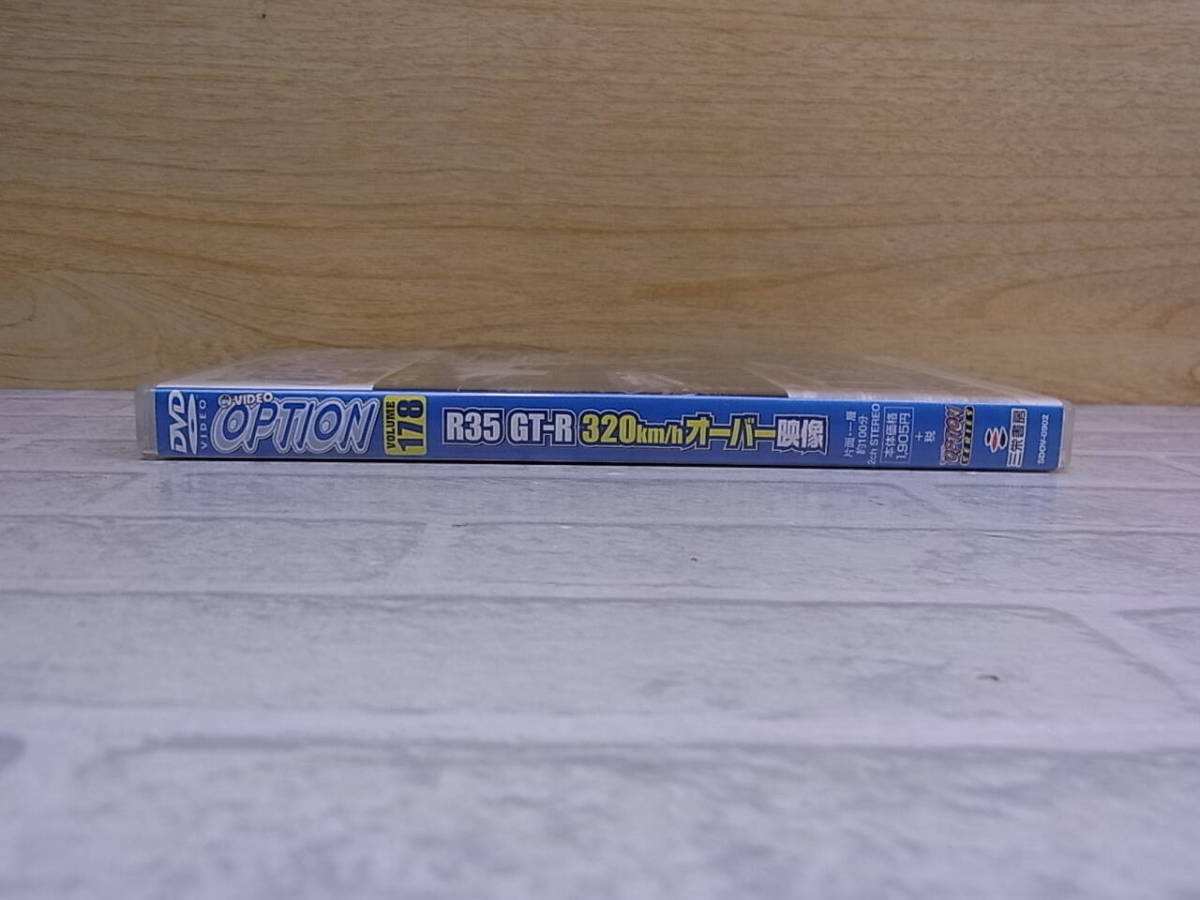 DVD
VIDEO
VIDEO
OPTION
VOLUME
178
R35 GT-R 320km/hオーバー映像
片面一層
約100分
2ch STEREO
本体価格
1,905円
+
税
OPTION
SERIES
三栄書房
SDOV-0902